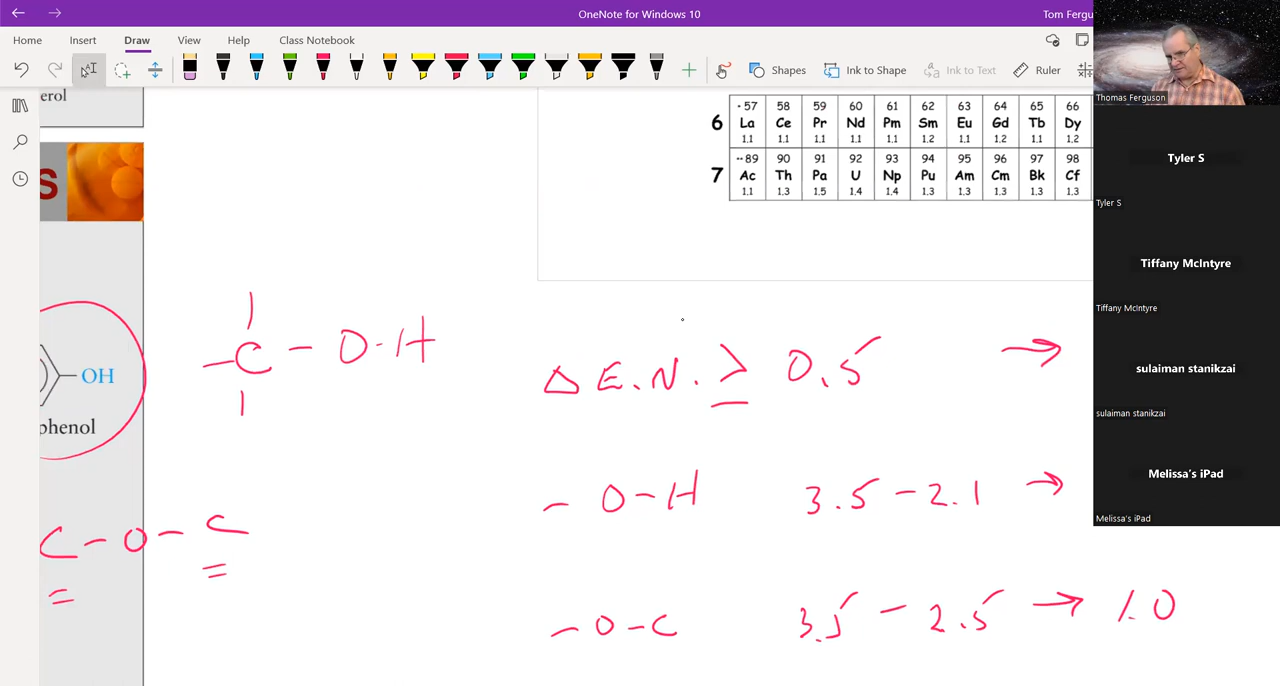 OneNote for Windows 10
Tom Fergu
Home Insert Draw View Help Class Notebook
Shapes Ink to Shape Ink to Text Ruler
Thomas Ferguson
erol
S
6
- 57 58 59 60 61 62 63 64 65 66
La Ce Pr Nd Pm Sm Eu Gd Tb Dy
1.1 1.1 1.1 1.1 1.1 1.2 1.1 1.1 1.1 1.2
7
-- 89 90 91 92 93 94 95 96 97 98
Ac Th Pa U Np Pu Am Cm Bk Cf
1.1 1.3 1.5 1.4 1.4 1.3 1.3 1.3 1.3 1.3
Tyler S
Tyler S
Tiffany McIntyre
Tiffany McIntyre
sulaiman stanikzai
sulaiman stanikzai
Melissa's iPad
Melissa's iPad
OH
phenol
- C - O - H
Δ E.N. ≥ 0.5 →
- O - H 3.5 - 2.1 →
C - O - C
- O - C 3.5 - 2.5 → 1.0